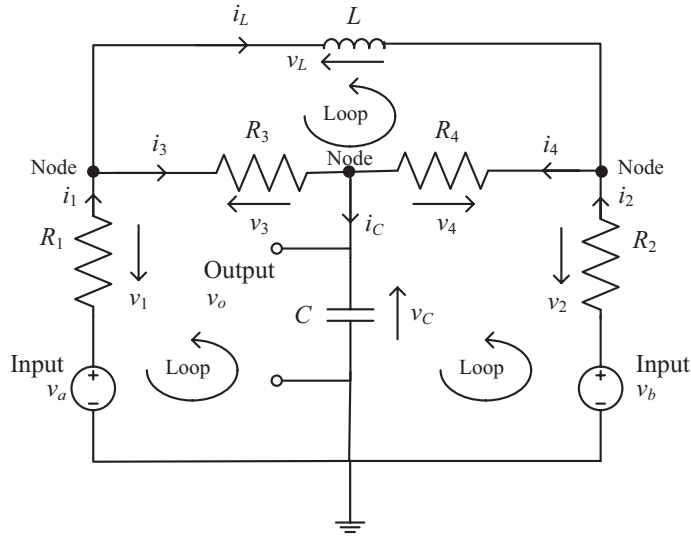 i_L
L
v_L
Loop
R_3
R_4
i_3
i_4
Node
Node
Node
i_1
i_2
R_1
v_3
i_C
v_4
R_2
Output
v_1
v_o
C
v_C
v_2
Input
Loop
Loop
Input
v_a
+
−
+
−
v_b